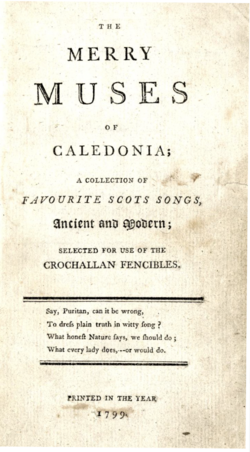 THE
MERRY
MUSES
OF
CALEDONIA;
A COLLECTION OF
FAVOURITE SCOTS SONGS,
Ancient and Modern;
SELECTED FOR USE OF THE
CROCHALLAN FENCIBLES.
Say, Puritan, can it be wrong,
To dreſs plain truth in witty ſong?
What honeſt Nature ſays, we ſhould do;
What every lady does,--or would do.
PRINTED IN THE YEAR
1799.